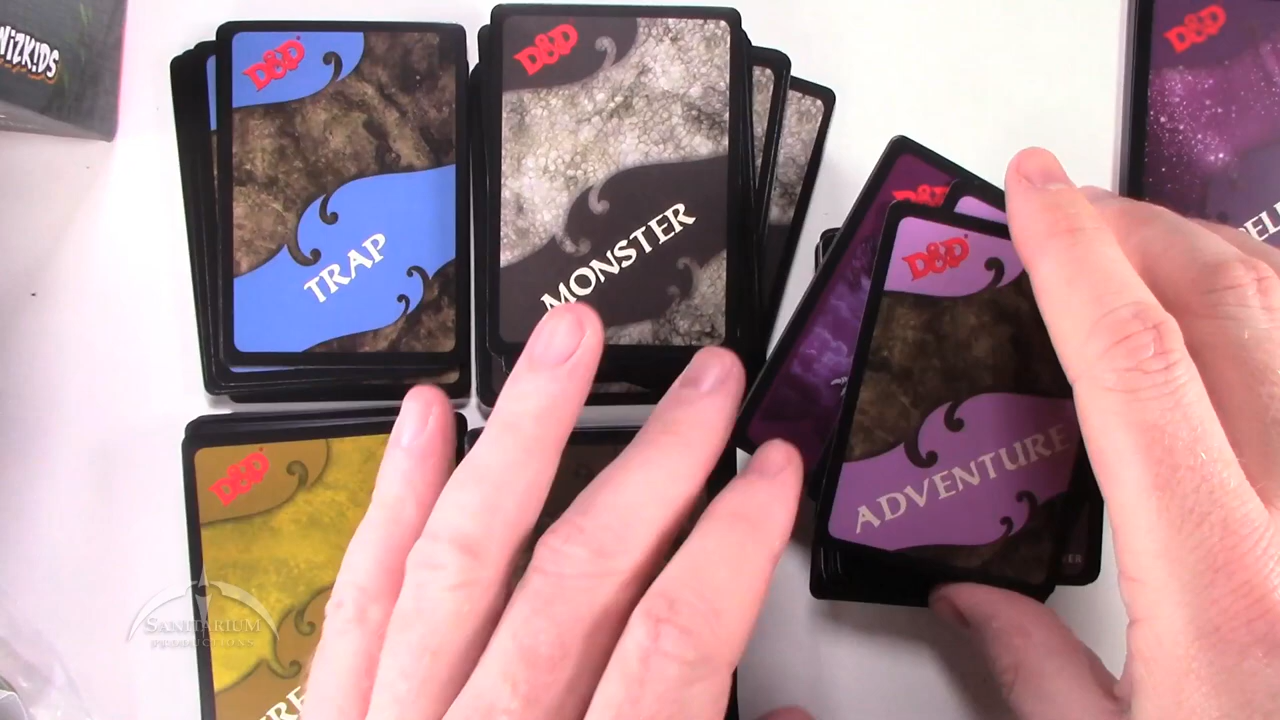 WIZKIDS
D&D
TRAP
D&D
MONSTER
D&D
D&D
ADVENTURE
D&D
D&D
SANITARIUM
PRODUCTIONS